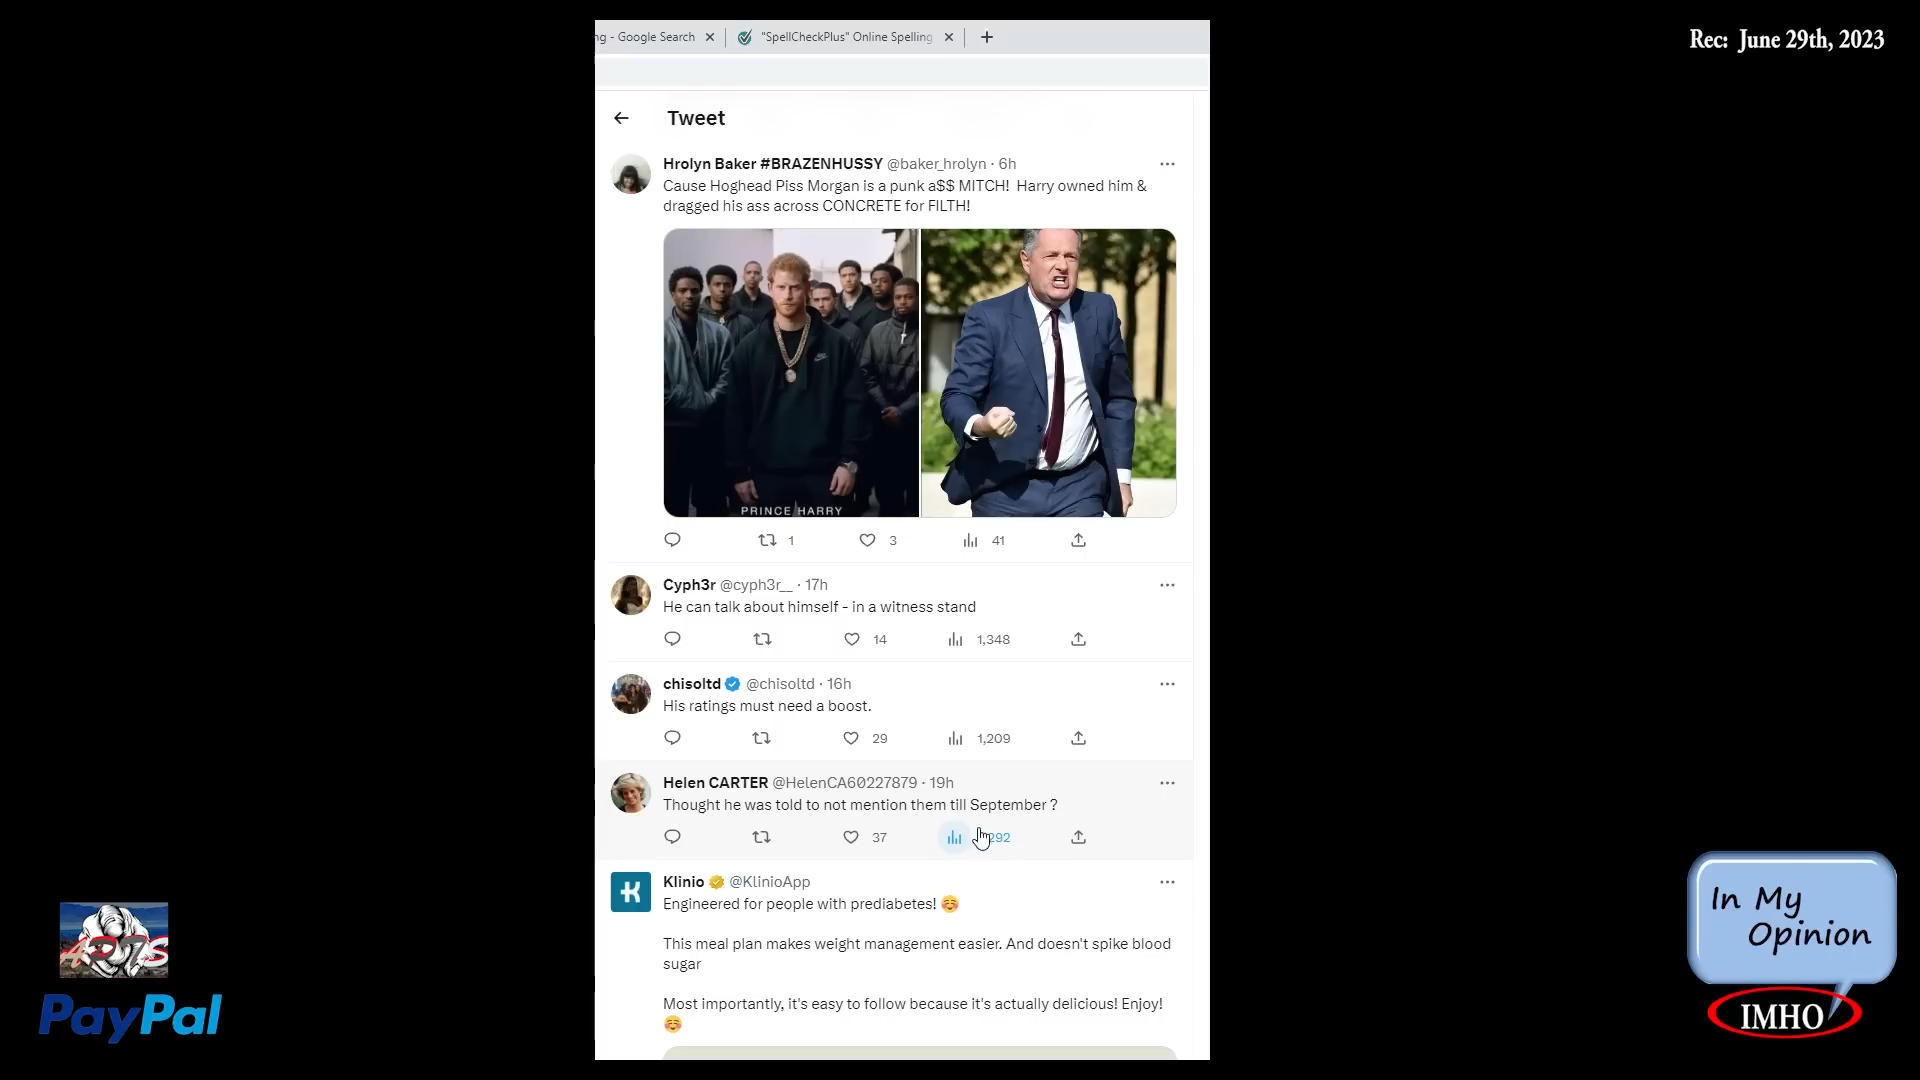 ng - Google Search
"SpellCheckPlus" Online Spelling
Rec: June 29th, 2023
Tweet
Hrolyn Baker #BRAZENHUSSY @baker_hrolyn · 6h
Cause Hoghead Piss Morgan is a punk a$$ MITCH! Harry owned him &
dragged his ass across CONCRETE for FILTH!
PRINCE HARRY
1 3 41
Cyph3r @cyph3r__ · 17h
He can talk about himself - in a witness stand
14 1,348
chisoltd @chisoltd · 16h
His ratings must need a boost.
29 1,209
Helen CARTER @HelenCA60227879 · 19h
Thought he was told to not mention them till September ?
37 292
Klinio @KlinioApp
Engineered for people with prediabetes! 🥰
This meal plan makes weight management easier. And doesn't spike blood
sugar
Most importantly, it's easy to follow because it's actually delicious! Enjoy!
🥰
PayPal
In My
Opinion
IMHO